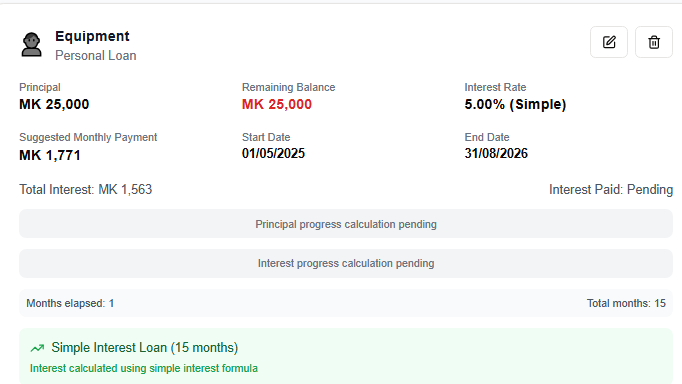 Equipment
Personal Loan
Principal
Remaining Balance
Interest Rate
MK 25,000
MK 25,000
5.00% (Simple)
Suggested Monthly Payment
Start Date
End Date
MK 1,771
01/05/2025
31/08/2026
Total Interest: MK 1,563
Interest Paid: Pending
Principal progress calculation pending
Interest progress calculation pending
Months elapsed: 1
Total months: 15
Simple Interest Loan (15 months)
Interest calculated using simple interest formula